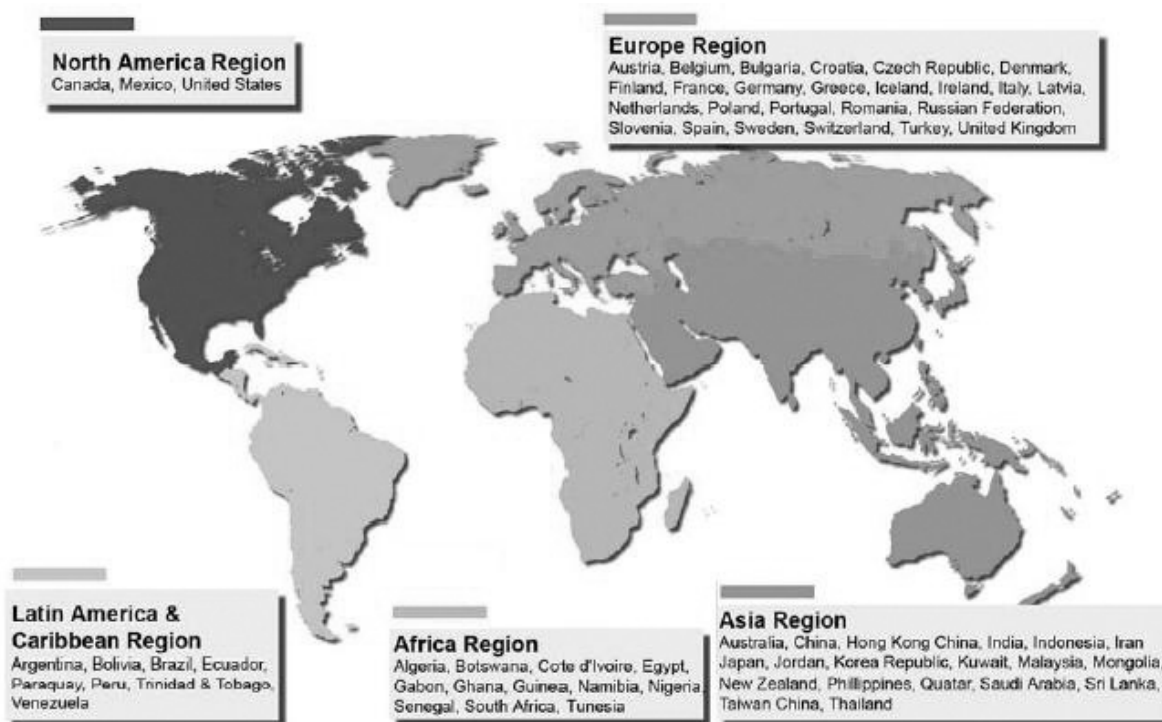 North America Region
Canada, Mexico, United States
Europe Region
Austria, Belgium, Bulgaria, Croatia, Czech Republic, Denmark,
Finland, France, Germany, Greece, Iceland, Ireland, Italy, Latvia,
Netherlands, Poland, Portugal, Romania, Russian Federation,
Slovenia, Spain, Sweden, Switzerland, Turkey, United Kingdom
Latin America &
Caribbean Region
Argentina, Bolivia, Brazil, Ecuador,
Paraguay, Peru, Trinidad & Tobago,
Venezuela
Africa Region
Algeria, Botswana, Cote d'Ivoire, Egypt,
Gabon, Ghana, Guinea, Namibia, Nigeria
Senegal, South Africa, Tunesia
Asia Region
Australia, China, Hong Kong China, India, Indonesia, Iran
Japan, Jordan, Korea Republic, Kuwait, Malaysia, Mongolia,
New Zealand, Phillippines, Quatar, Saudi Arabia, Sri Lanka,
Taiwan China, Thailand